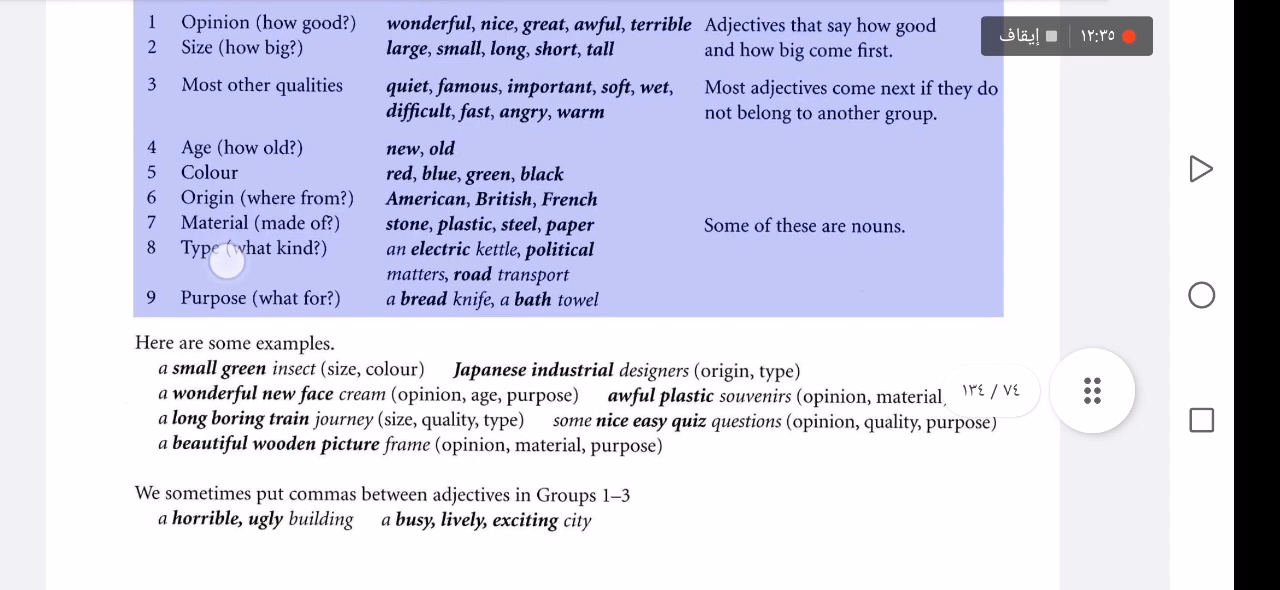 1 Opinion (how good?) wonderful, nice, great, awful, terrible Adjectives that say how good
2 Size (how big?) large, small, long, short, tall and how big come first.
3 Most other qualities quiet, famous, important, soft, wet, Most adjectives come next if they do
difficult, fast, angry, warm not belong to another group.
4 Age (how old?) new, old
5 Colour red, blue, green, black
6 Origin (where from?) American, British, French
7 Material (made of?) stone, plastic, steel, paper Some of these are nouns.
8 Type (what kind?) an electric kettle, political
matters, road transport
9 Purpose (what for?) a bread knife, a bath towel
Here are some examples.
a small green insect (size, colour) Japanese industrial designers (origin, type)
a wonderful new face cream (opinion, age, purpose) awful plastic souvenirs (opinion, material
a long boring train journey (size, quality, type) some nice easy quiz questions (opinion, quality, purpose)
a beautiful wooden picture frame (opinion, material, purpose)
We sometimes put commas between adjectives in Groups 1–3
a horrible, ugly building a busy, lively, exciting city
إيقاف ١٢:٣٥
٧٤ / ١٣٤